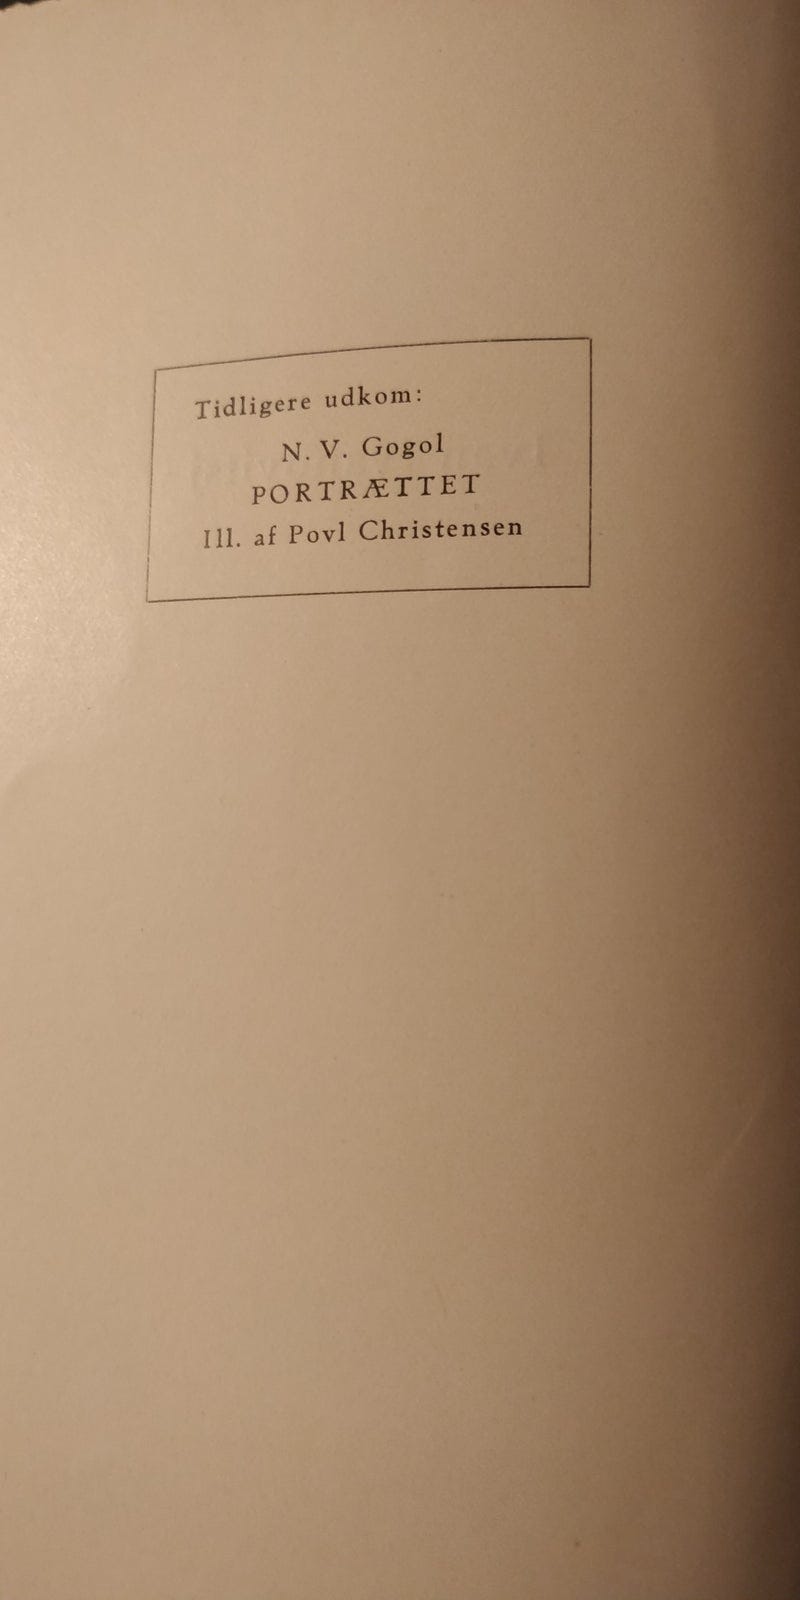 Tidligere udkom:
N. V. Gogol
PORTRÆTTET
Ill. af Povl Christensen